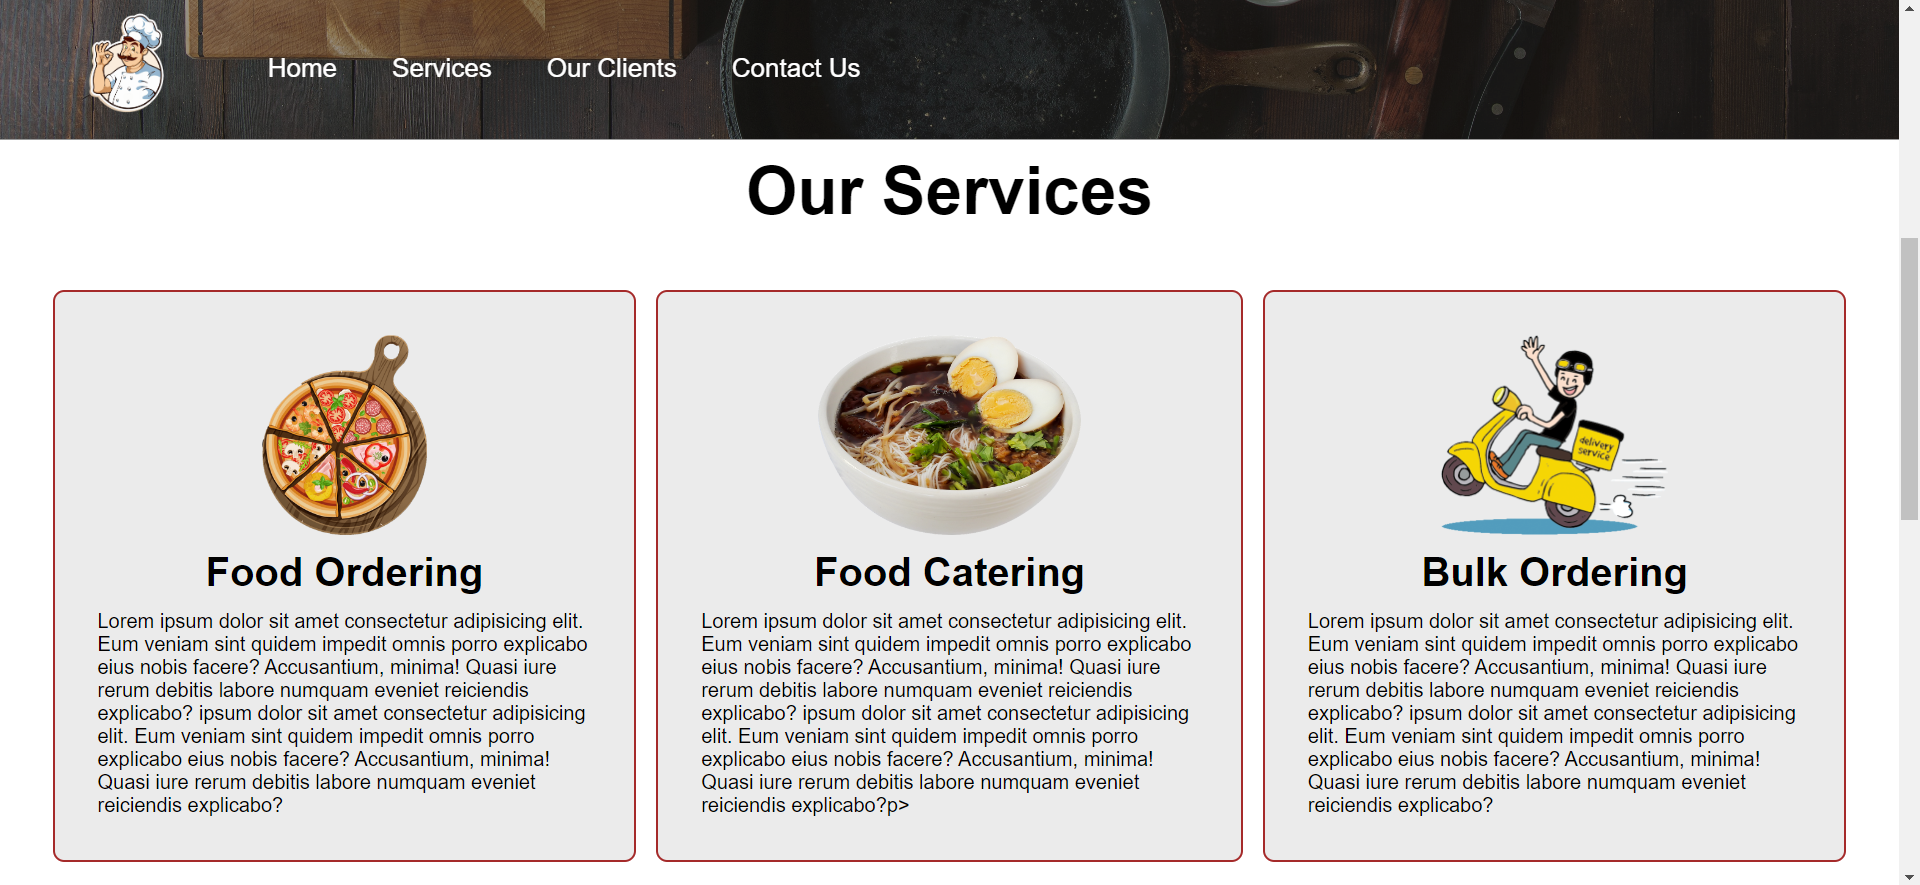 Home Services Our Clients Contact Us
Our Services
Food Ordering
Lorem ipsum dolor sit amet consectetur adipisicing elit.
Eum veniam sint quidem impedit omnis porro explicabo
eius nobis facere? Accusantium, minima! Quasi iure
rerum debitis labore numquam eveniet reiciendis
explicabo? ipsum dolor sit amet consectetur adipisicing
elit. Eum veniam sint quidem impedit omnis porro
explicabo eius nobis facere? Accusantium, minima!
Quasi iure rerum debitis labore numquam eveniet
reiciendis explicabo?
Food Catering
Lorem ipsum dolor sit amet consectetur adipisicing elit.
Eum veniam sint quidem impedit omnis porro explicabo
eius nobis facere? Accusantium, minima! Quasi iure
rerum debitis labore numquam eveniet reiciendis
explicabo? ipsum dolor sit amet consectetur adipisicing
elit. Eum veniam sint quidem impedit omnis porro
explicabo eius nobis facere? Accusantium, minima!
Quasi iure rerum debitis labore numquam eveniet
reiciendis explicabo?p>
delivery
service
Bulk Ordering
Lorem ipsum dolor sit amet consectetur adipisicing elit.
Eum veniam sint quidem impedit omnis porro explicabo
eius nobis facere? Accusantium, minima! Quasi iure
rerum debitis labore numquam eveniet reiciendis
explicabo? ipsum dolor sit amet consectetur adipisicing
elit. Eum veniam sint quidem impedit omnis porro
explicabo eius nobis facere? Accusantium, minima!
Quasi iure rerum debitis labore numquam eveniet
reiciendis explicabo?